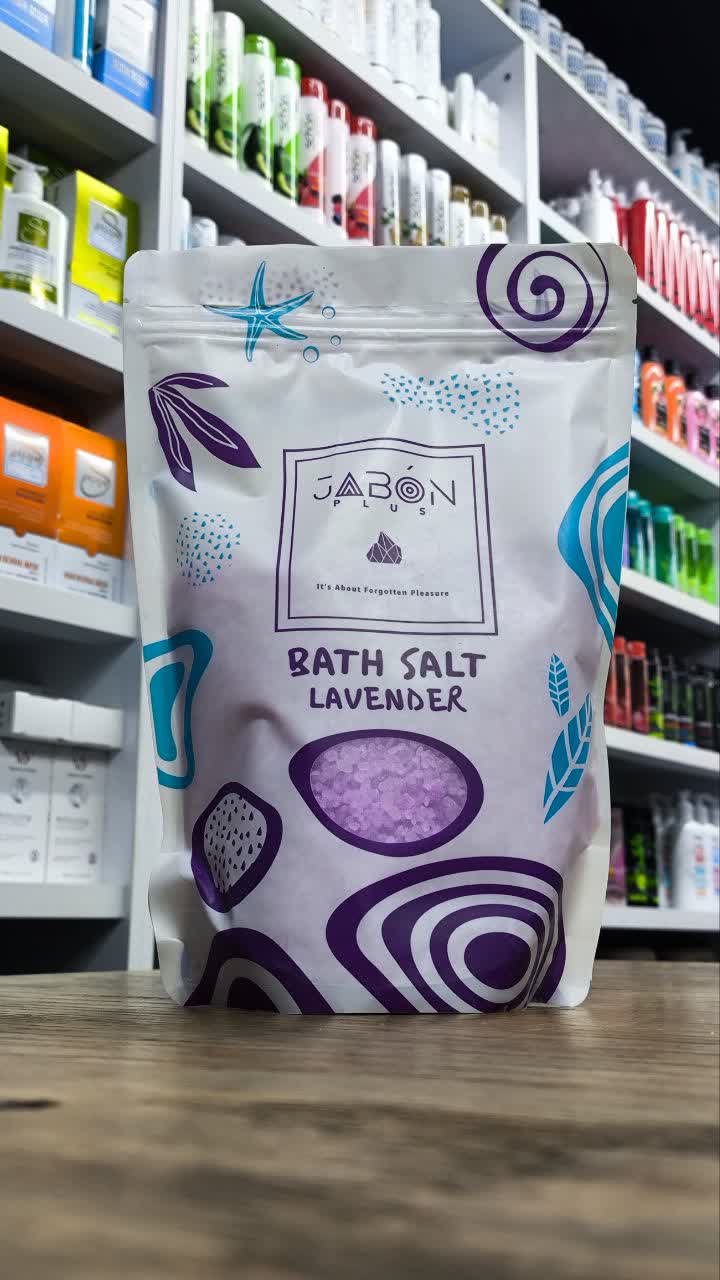 JABÓN
PLUS
It's About Forgotten Pleasure
BATH SALT
LAVENDER